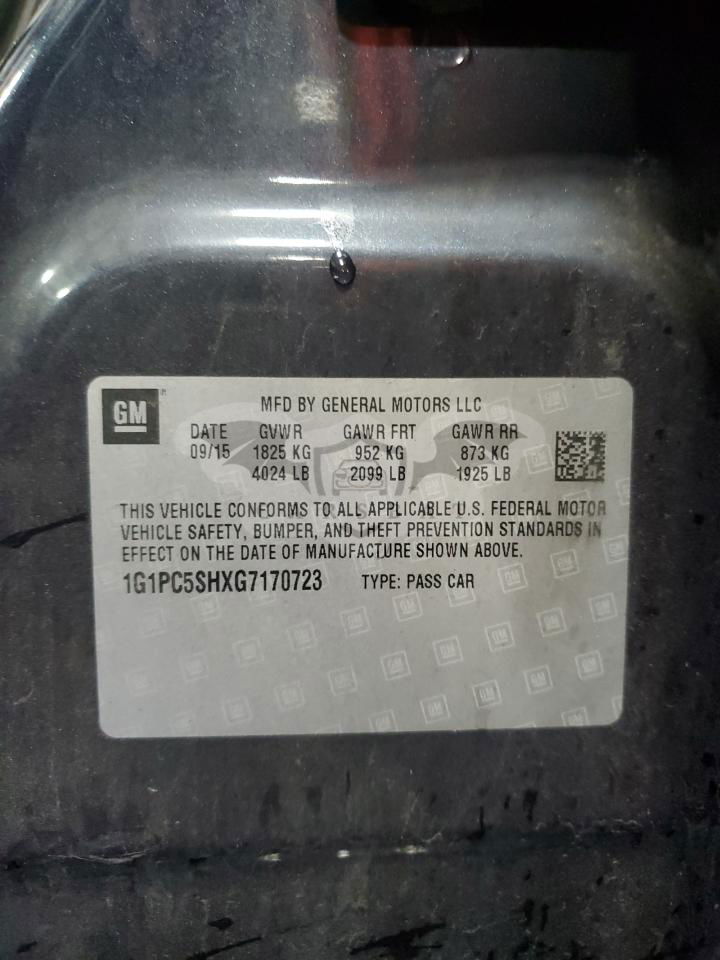 GM
MFD BY GENERAL MOTORS LLC
DATE GVWR GAWR FRT GAWR RR
09/15 1825 KG 952 KG 873 KG
4024 LB 2099 LB 1925 LB
THIS VEHICLE CONFORMS TO ALL APPLICABLE U.S. FEDERAL MOTOR
VEHICLE SAFETY, BUMPER, AND THEFT PREVENTION STANDARDS IN
EFFECT ON THE DATE OF MANUFACTURE SHOWN ABOVE.
1G1PC5SHXG7170723 TYPE: PASS CAR